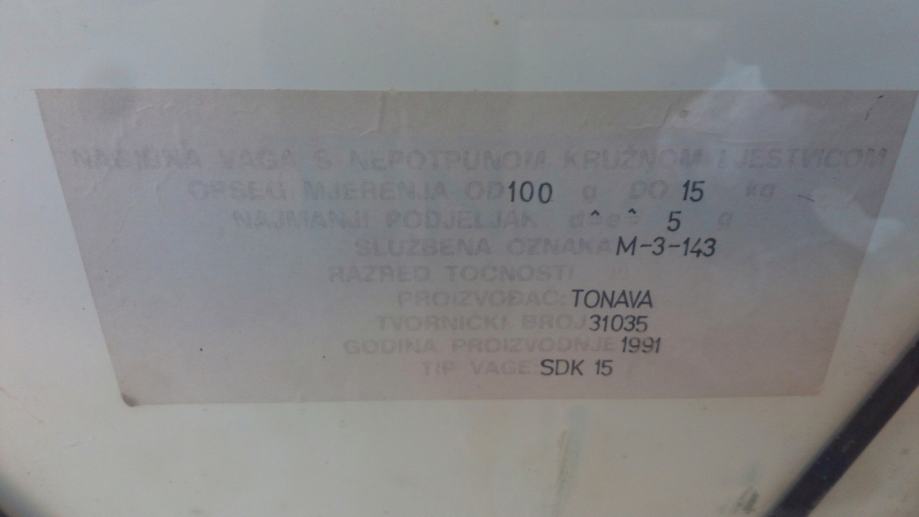 NAGIBNA VAGA S NEPOTPUNOM KRUŽNOM LJESTVICOM
OPSEG MJERENJA OD 100 g DO 15 kg
NAJMANJI PODJELJAK d=e= 5 g
SLUŽBENA OZNAKA M-3-143
RAZRED TOCNOSTI
PROIZVOĐAČ: TONAVA
TVORNIČKI BROJ 31035
GODINA PROIZVODNJE 1991
TIP VAGE: SDK 15